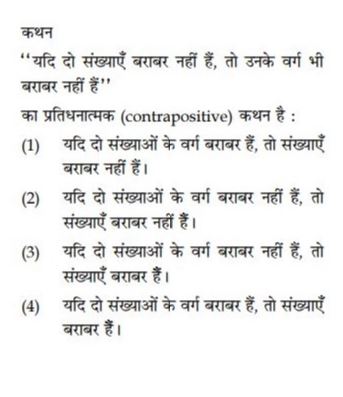 कथन
‘‘यदि दो संख्याएँ बराबर नहीं हैं, तो उनके वर्ग भी
बराबर नहीं हैं’’
का प्रतिधनात्मक (contrapositive) कथन है :
(1) यदि दो संख्याओं के वर्ग बराबर हैं, तो संख्याएँ
बराबर नहीं हैं।
(2) यदि दो संख्याओं के वर्ग बराबर नहीं हैं, तो
संख्याएँ बराबर नहीं हैं।
(3) यदि दो संख्याओं के वर्ग बराबर नहीं हैं, तो
संख्याएँ बराबर हैं।
(4) यदि दो संख्याओं के वर्ग बराबर हैं, तो संख्याएँ
बराबर हैं।